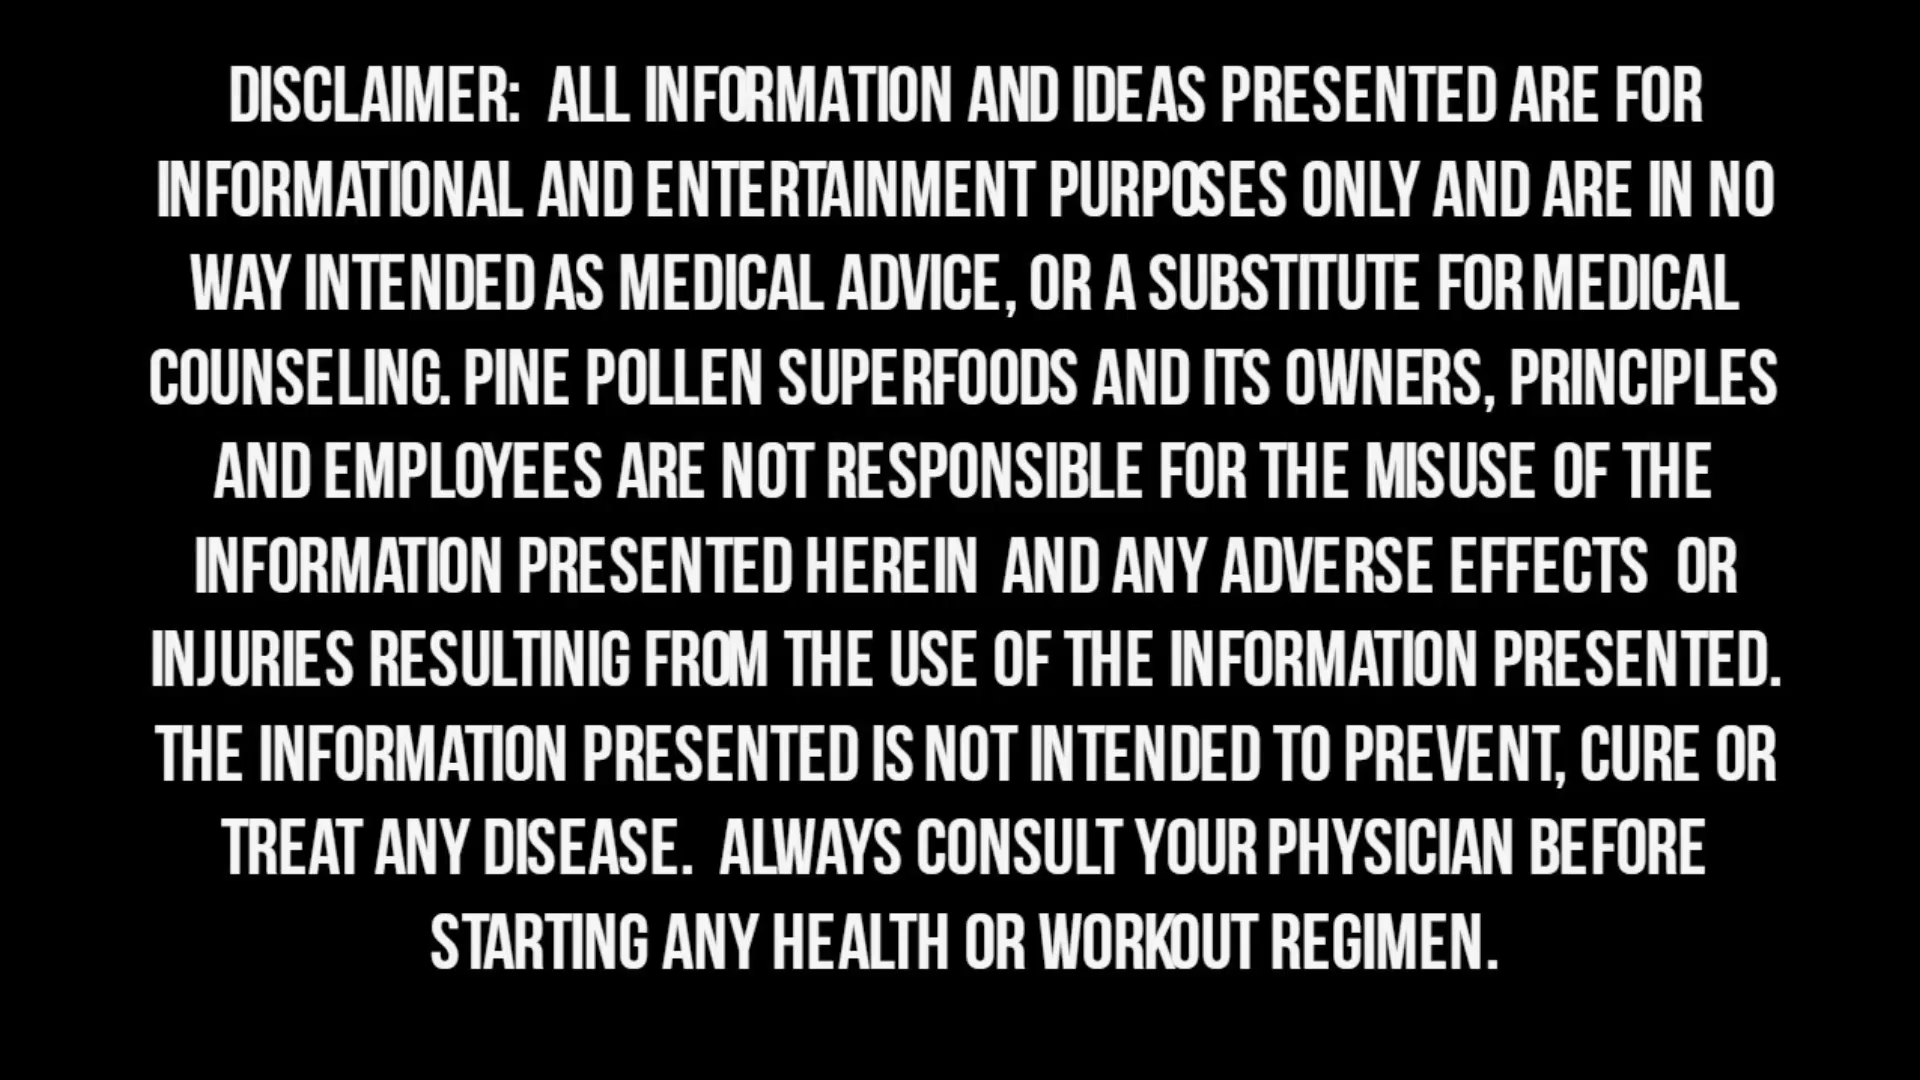 DISCLAIMER: ALL INFORMATION AND IDEAS PRESENTED ARE FOR
INFORMATIONAL AND ENTERTAINMENT PURPOSES ONLY AND ARE IN NO
WAY INTENDED AS MEDICAL ADVICE, OR A SUBSTITUTE FOR MEDICAL
COUNSELING. PINE POLLEN SUPERFOODS AND ITS OWNERS, PRINCIPLES
AND EMPLOYEES ARE NOT RESPONSIBLE FOR THE MISUSE OF THE
INFORMATION PRESENTED HEREIN AND ANY ADVERSE EFFECTS OR
INJURIES RESULTINIG FROM THE USE OF THE INFORMATION PRESENTED.
THE INFORMATION PRESENTED IS NOT INTENDED TO PREVENT, CURE OR
TREAT ANY DISEASE. ALWAYS CONSULT YOUR PHYSICIAN BEFORE
STARTING ANY HEALTH OR WORKOUT REGIMEN.